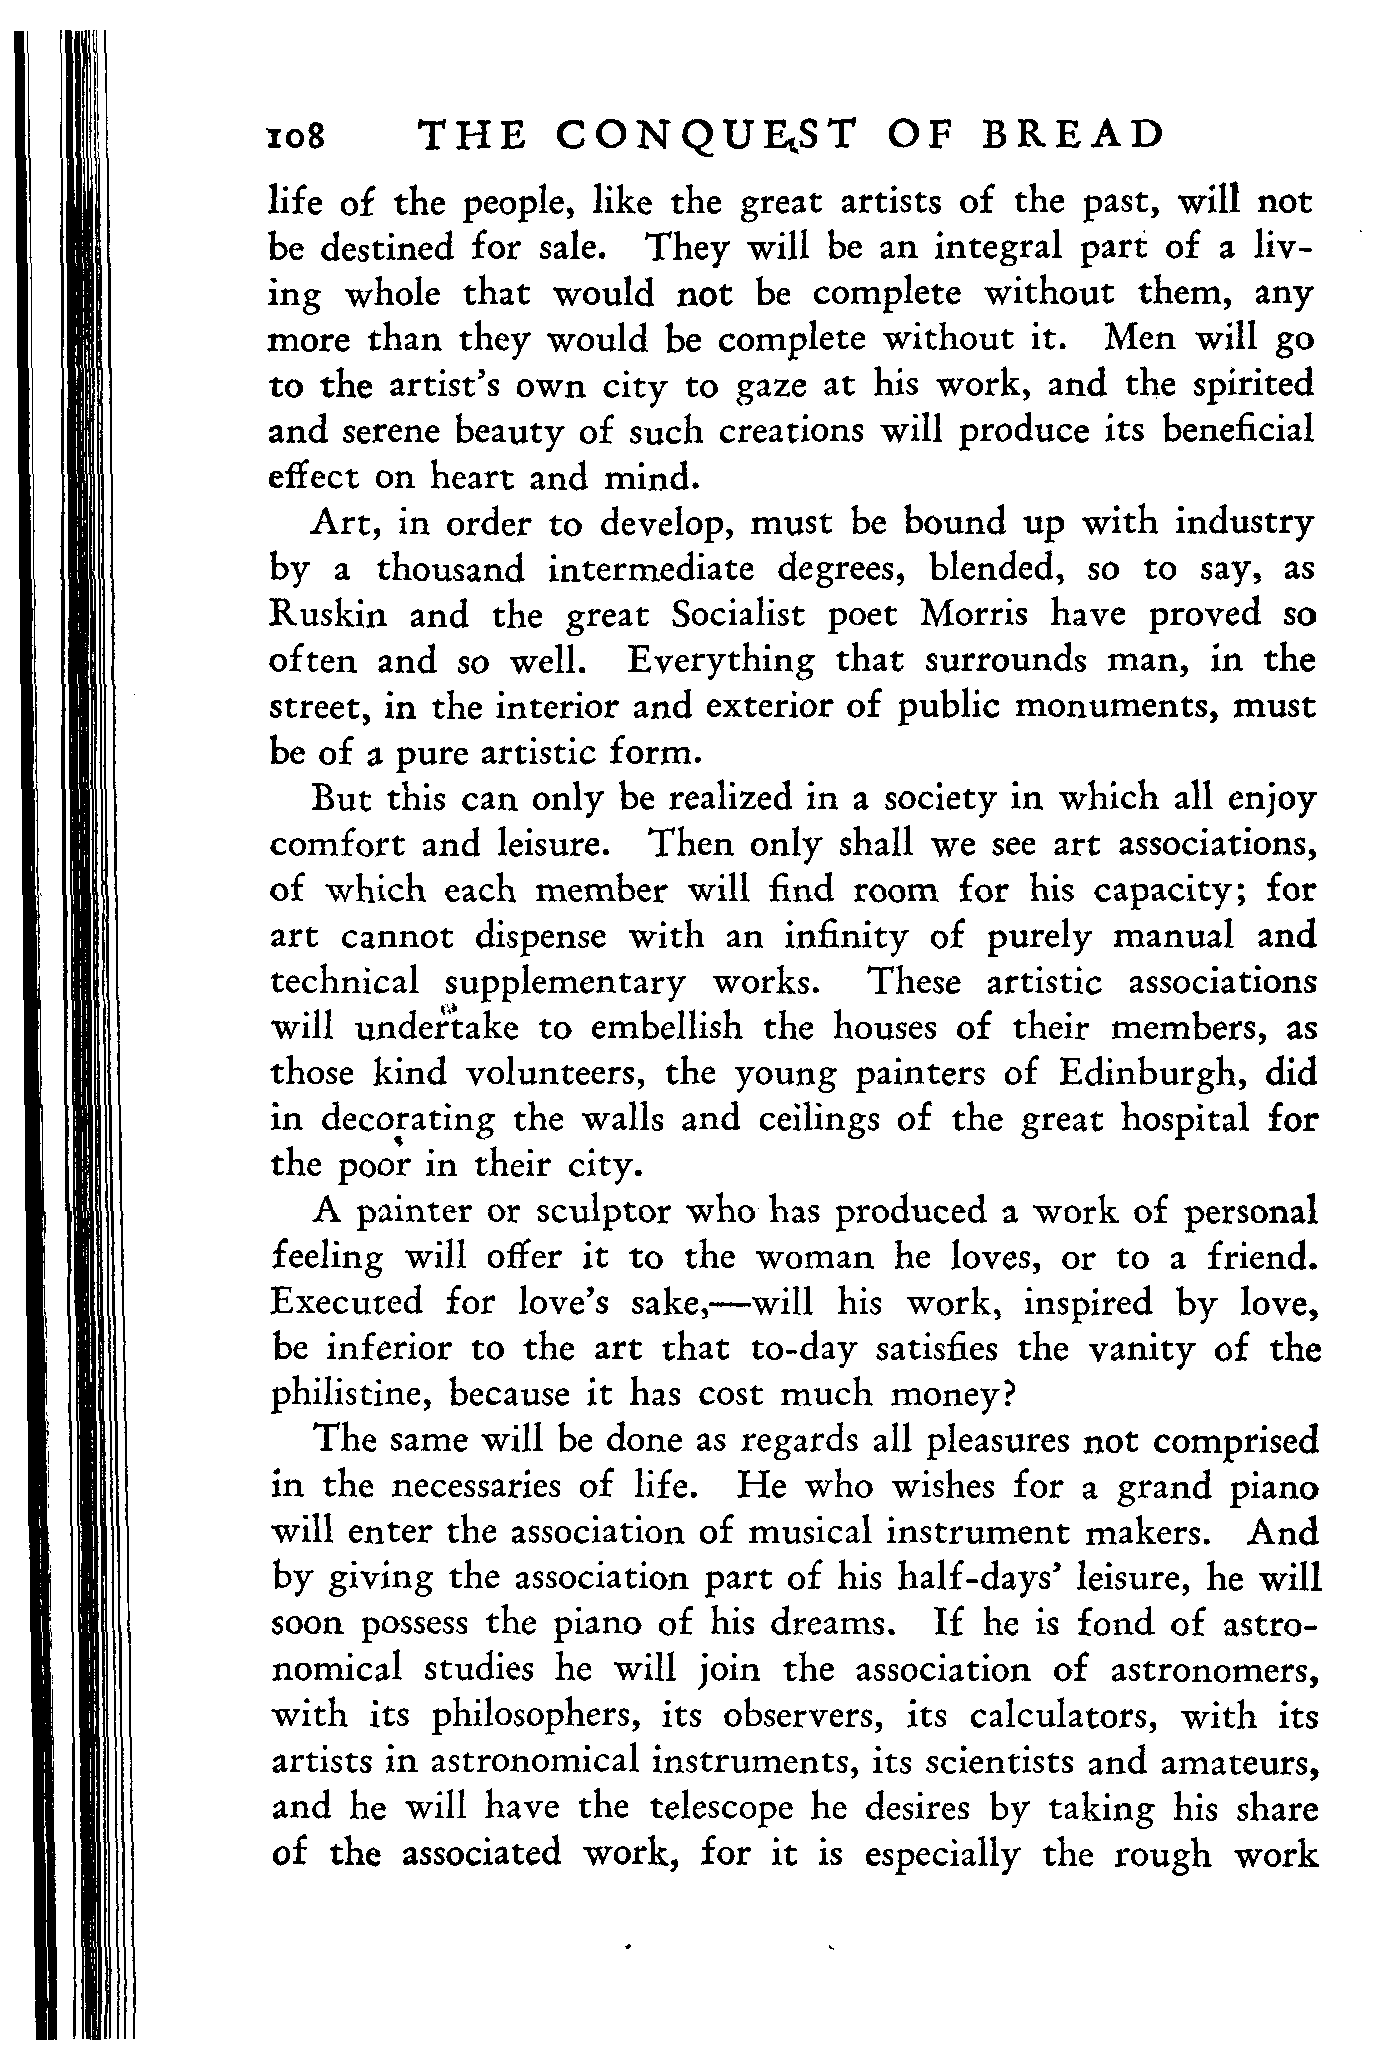 108 THE CONQUEST OF BREAD
life of the people, like the great artists of the past, will not
be destined for sale. They will be an integral part of a liv-
ing whole that would not be complete without them, any
more than they would be complete without it. Men will go
to the artist's own city to gaze at his work, and the spirited
and serene beauty of such creations will produce its beneficial
effect on heart and mind.
Art, in order to develop, must be bound up with industry
by a thousand intermediate degrees, blended, so to say, as
Ruskin and the great Socialist poet Morris have proved so
often and so well. Everything that surrounds man, in the
street, in the interior and exterior of public monuments, must
be of a pure artistic form.
But this can only be realized in a society in which all enjoy
comfort and leisure. Then only shall we see art associations,
of which each member will find room for his capacity; for
art cannot dispense with an infinity of purely manual and
technical supplementary works. These artistic associations
will undertake to embellish the houses of their members, as
those kind volunteers, the young painters of Edinburgh, did
in decorating the walls and ceilings of the great hospital for
the poor in their city.
A painter or sculptor who has produced a work of personal
feeling will offer it to the woman he loves, or to a friend.
Executed for love's sake,—will his work, inspired by love,
be inferior to the art that to-day satisfies the vanity of the
philistine, because it has cost much money?
The same will be done as regards all pleasures not comprised
in the necessaries of life. He who wishes for a grand piano
will enter the association of musical instrument makers. And
by giving the association part of his half-days' leisure, he will
soon possess the piano of his dreams. If he is fond of astro-
nomical studies he will join the association of astronomers,
with its philosophers, its observers, its calculators, with its
artists in astronomical instruments, its scientists and amateurs,
and he will have the telescope he desires by taking his share
of the associated work, for it is especially the rough work